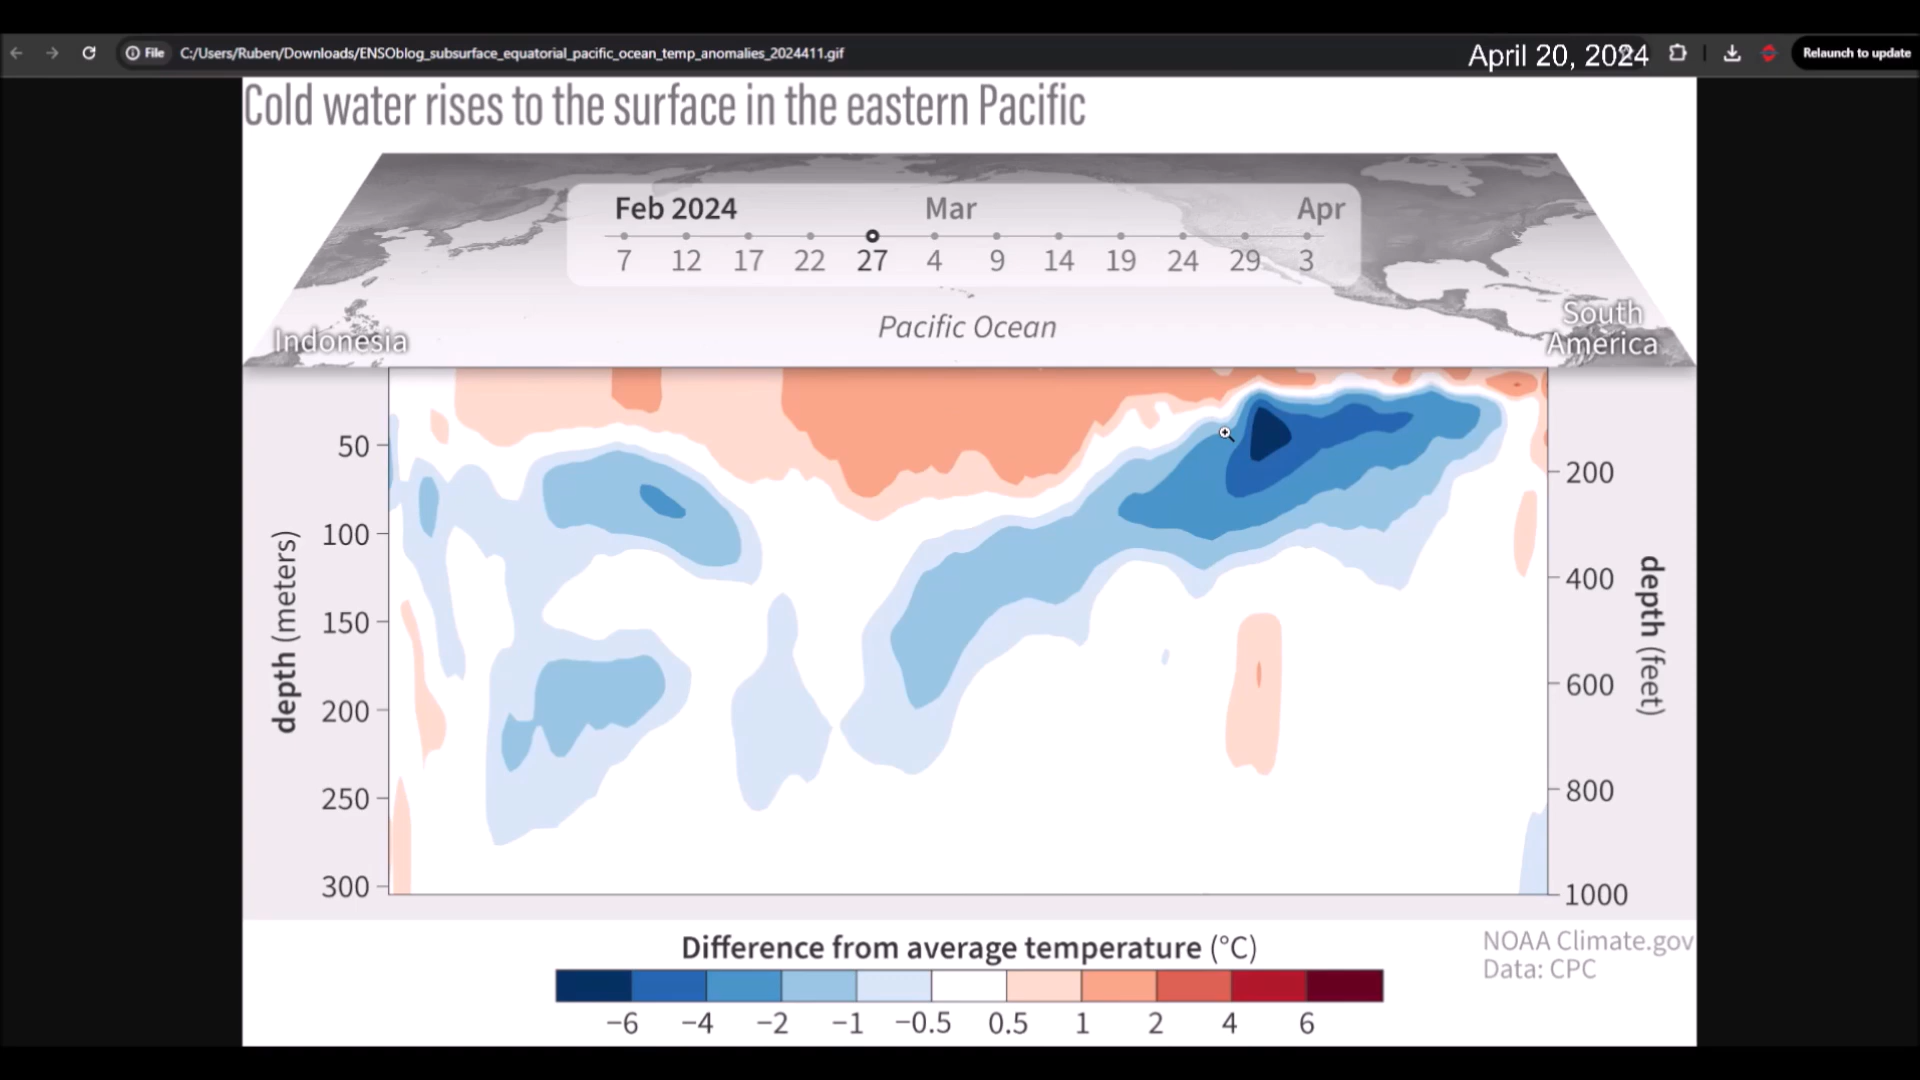 File C:/Users/Ruben/Downloads/ENSOblog_subsurface_equatorial_pacific_ocean_temp_anomalies_2024411.gif
April 20, 2024
Relaunch to update
Cold water rises to the surface in the eastern Pacific
Feb 2024 Mar Apr
7 12 17 22 27 4 9 14 19 24 29 3
Pacific Ocean
Indonesia
South
America
depth (meters)
50
100
150
200
250
300
depth (feet)
200
400
600
800
1000
Difference from average temperature (°C)
−6 −4 −2 −1 −0.5 0.5 1 2 4 6
NOAA Climate.gov
Data: CPC